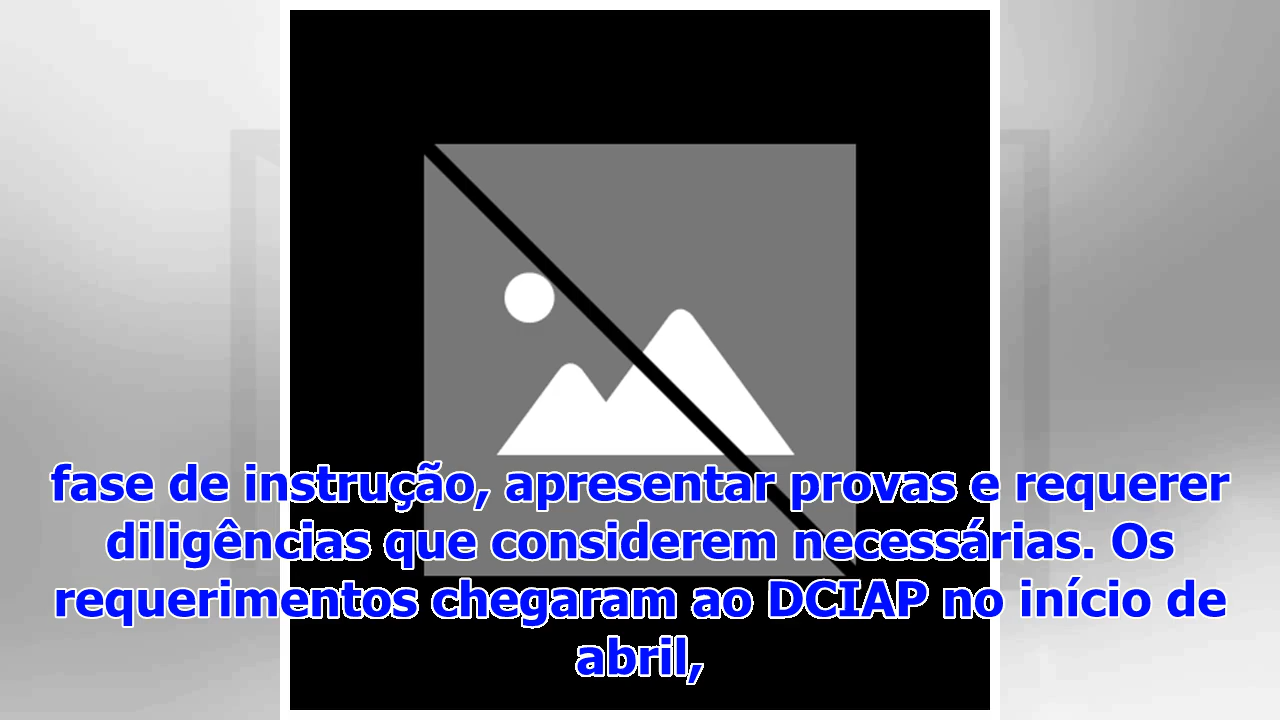 fase de instrução, apresentar provas e requerer
diligências que considerem necessárias. Os
requerimentos chegaram ao DCIAP no início de
abril,